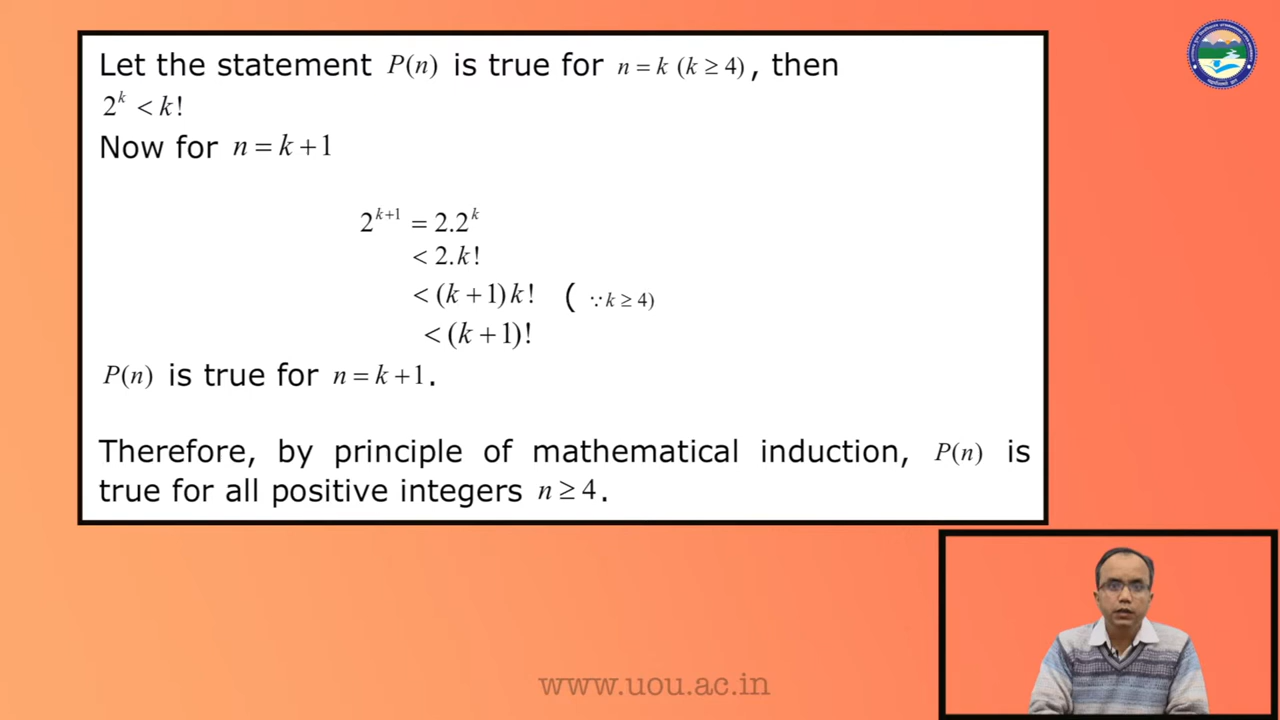 Let the statement P(n) is true for n = k (k ≥ 4), then
2^k < k!
Now for n = k + 1
2^{k+1} = 2.2^k
< 2.k!
< (k + 1)k! ( ∵ k ≥ 4)
< (k + 1)!
P(n) is true for n = k + 1.
Therefore, by principle of mathematical induction, P(n) is
true for all positive integers n ≥ 4.
www.uou.ac.in